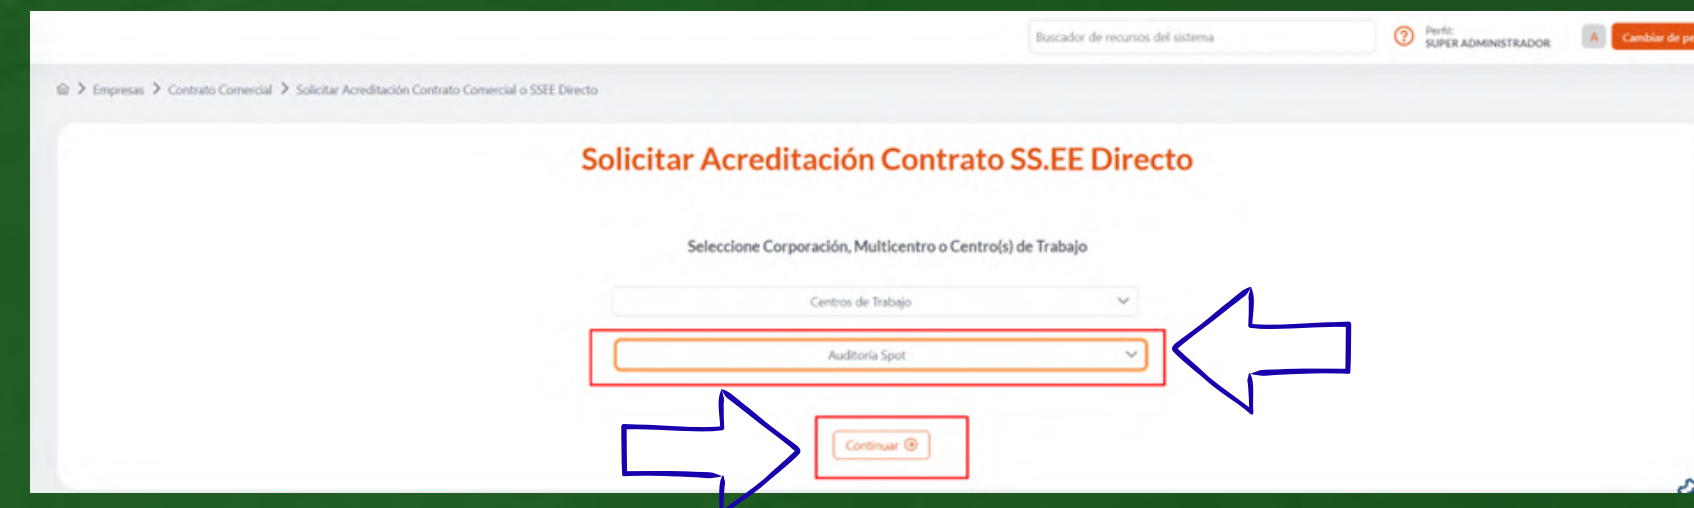 Buscador de recursos del sistema
Perfil:
SUPER ADMINISTRADOR
A
Cambiar de pe
Empresas > Contrato Comercial > Solicitar Acreditación Contrato Comercial o SSEE Directo
Solicitar Acreditación Contrato SS.EE Directo
Seleccione Corporación, Multicentro o Centro(s) de Trabajo
Centros de Trabajo
Auditoría Spot
Continuar